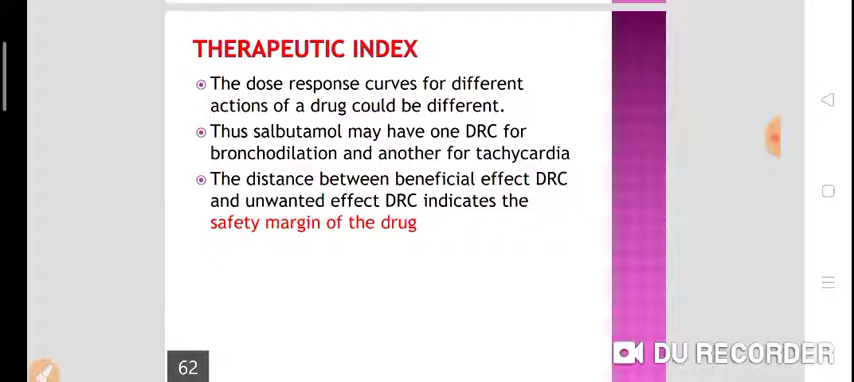 THERAPEUTIC INDEX
The dose response curves for different
actions of a drug could be different.
Thus salbutamol may have one DRC for
bronchodilation and another for tachycardia
The distance between beneficial effect DRC
and unwanted effect DRC indicates the
safety margin of the drug
62
DU RECORDER